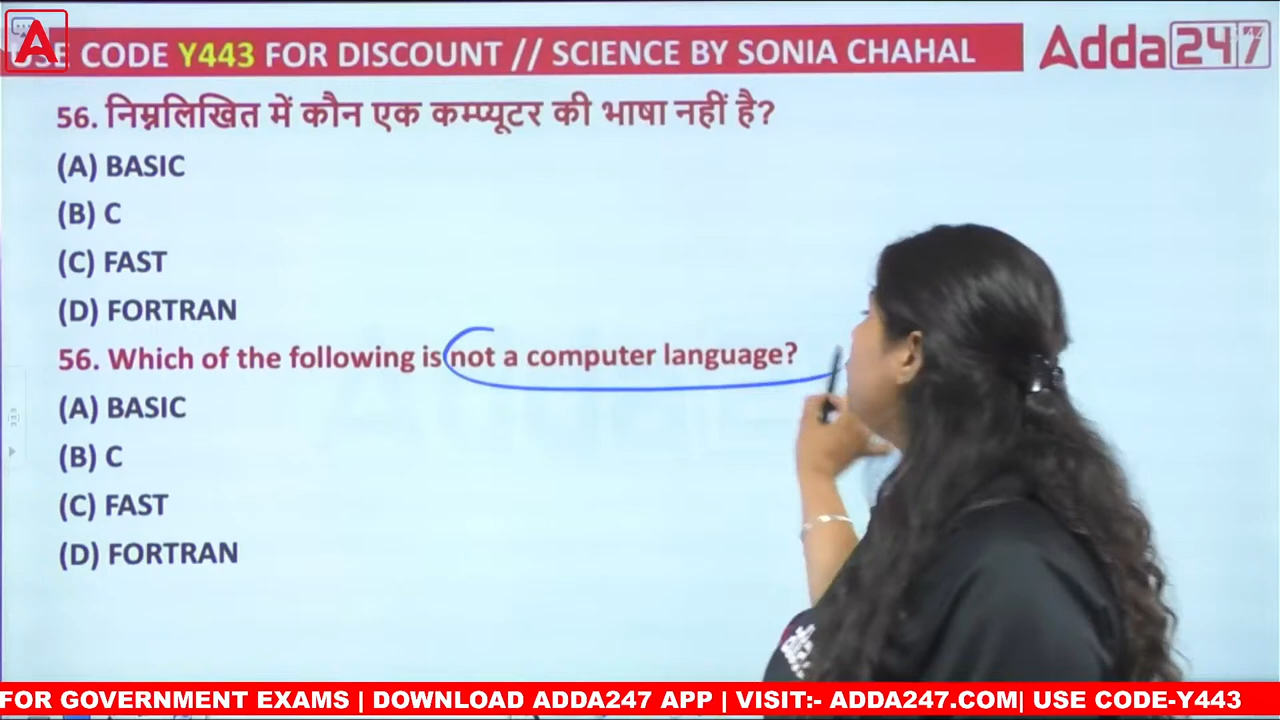 A
SE CODE Y443 FOR DISCOUNT // SCIENCE BY SONIA CHAHAL
Adda247
56. निम्नलिखित में कौन एक कम्प्यूटर की भाषा नहीं है?
(A) BASIC
(B) C
(C) FAST
(D) FORTRAN
56. Which of the following is not a computer language?
(A) BASIC
(B) C
(C) FAST
(D) FORTRAN
FOR GOVERNMENT EXAMS | DOWNLOAD ADDA247 APP | VISIT:- ADDA247.COM| USE CODE-Y443